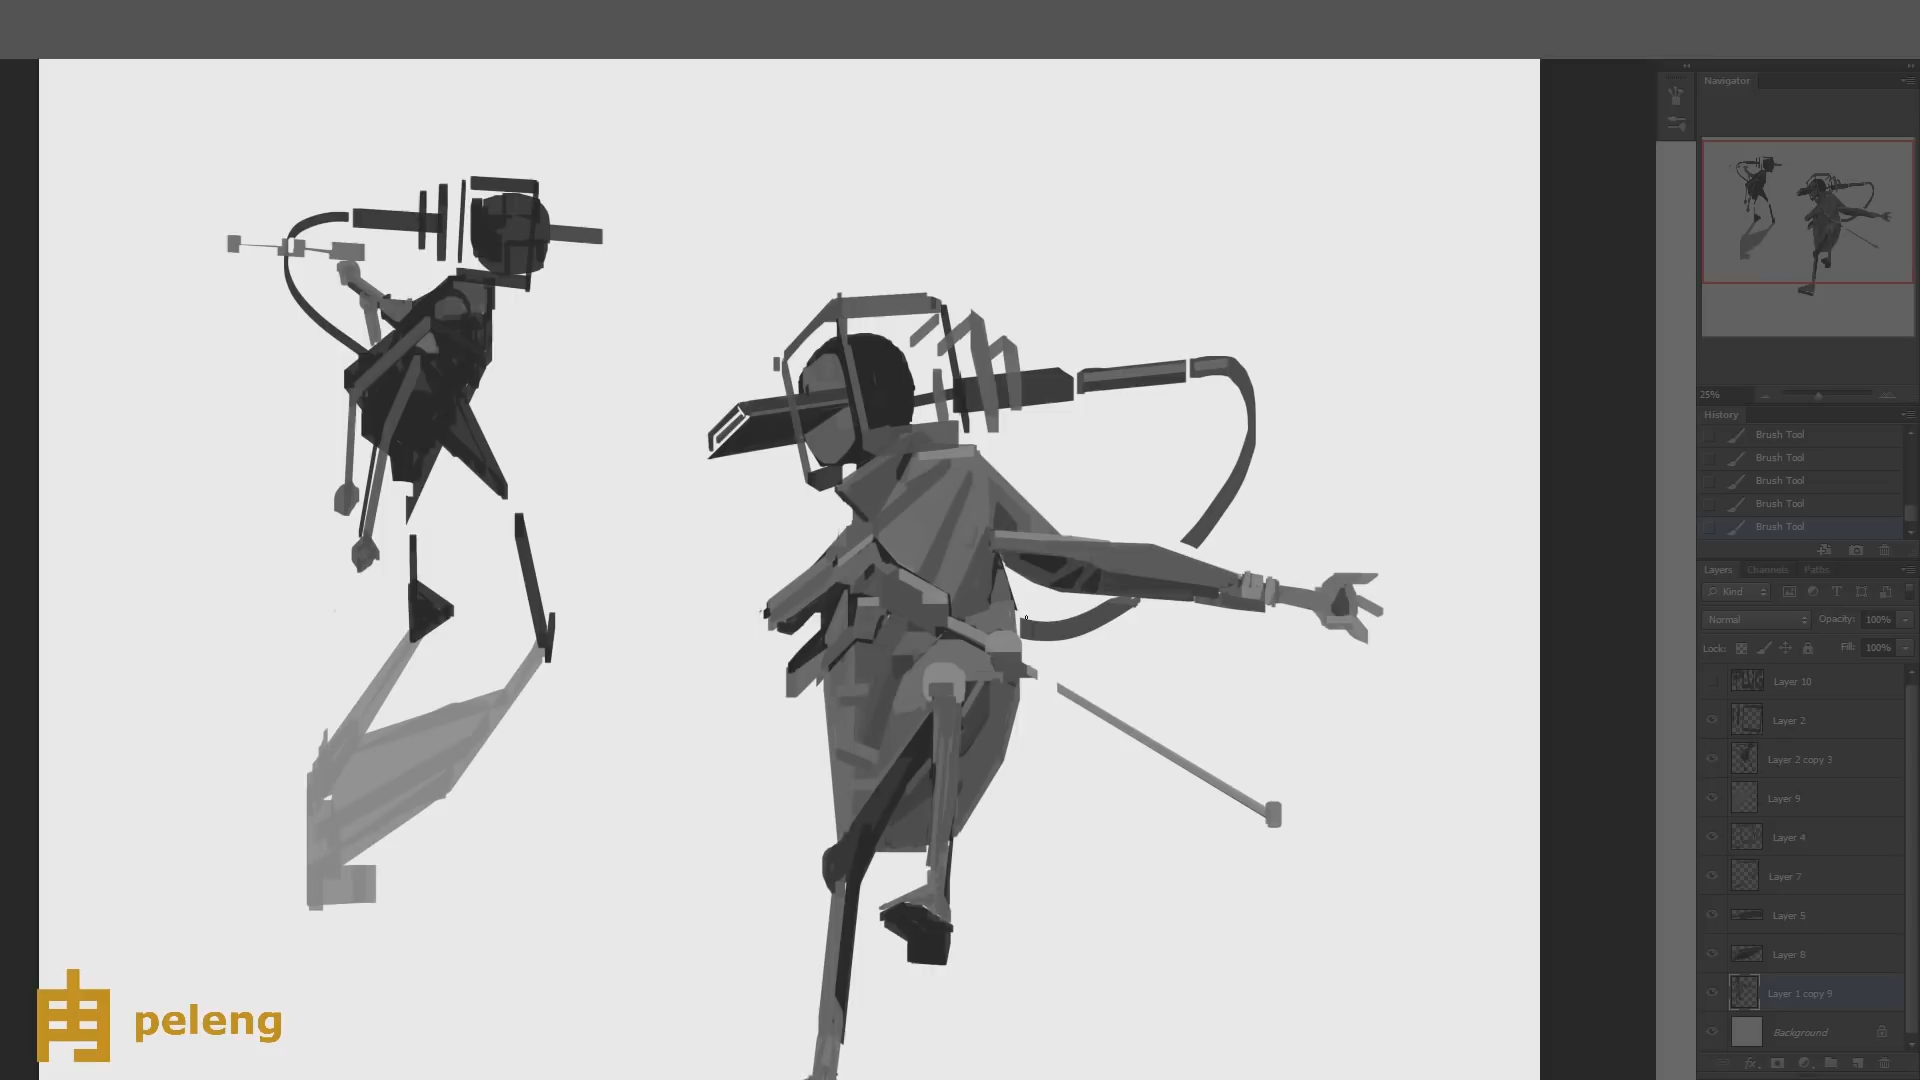 Navigator
25%
History
Brush Tool
Brush Tool
Brush Tool
Brush Tool
Brush Tool
Layers Channels Paths
Kind
Normal Opacity: 100%
Lock: Fill: 100%
Layer 10
Layer 2
Layer 2 copy 3
Layer 9
Layer 4
Layer 7
Layer 5
Layer 8
Layer 1 copy 9
Background
fx
peleng